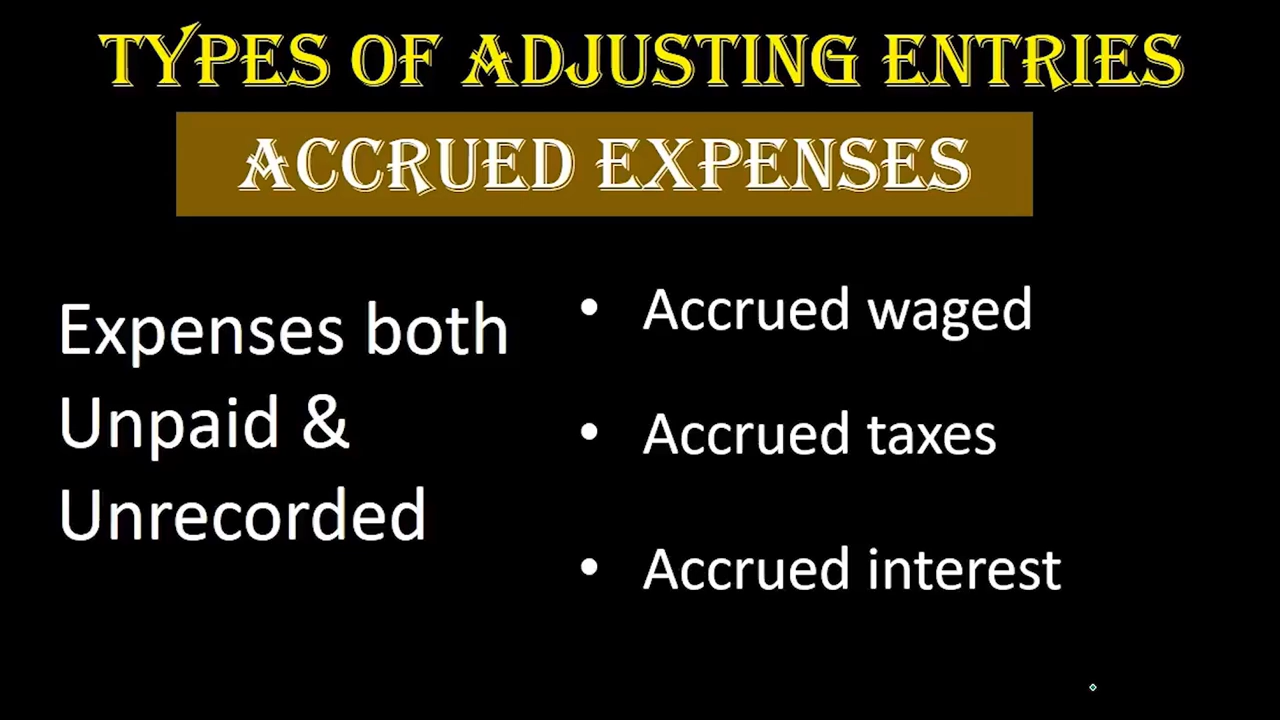 TYPES OF ADJUSTING ENTRIES
ACCRUED EXPENSES
Expenses both
Unpaid &
Unrecorded
• Accrued waged
• Accrued taxes
• Accrued interest